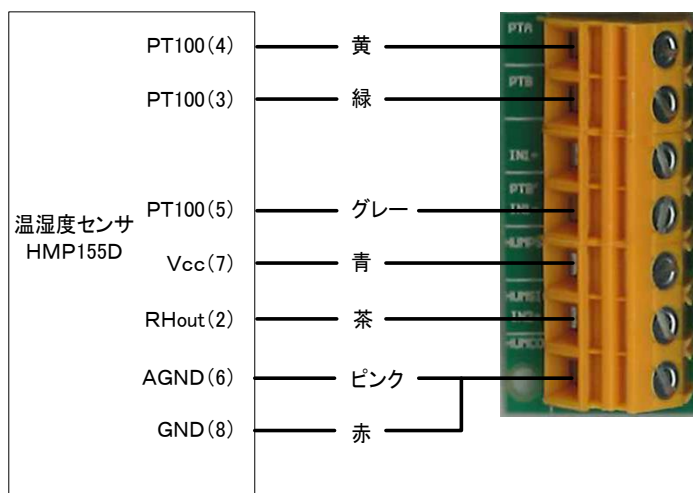 PT100(4) 黄 PTA
PT100(3) 緑 PTB
IN1-
PTB'
PT100(5) グレー
温湿度センサ
HMP155D
Vcc(7) 青
RHout(2) 茶
AGND(6) ピンク
GND(8) 赤